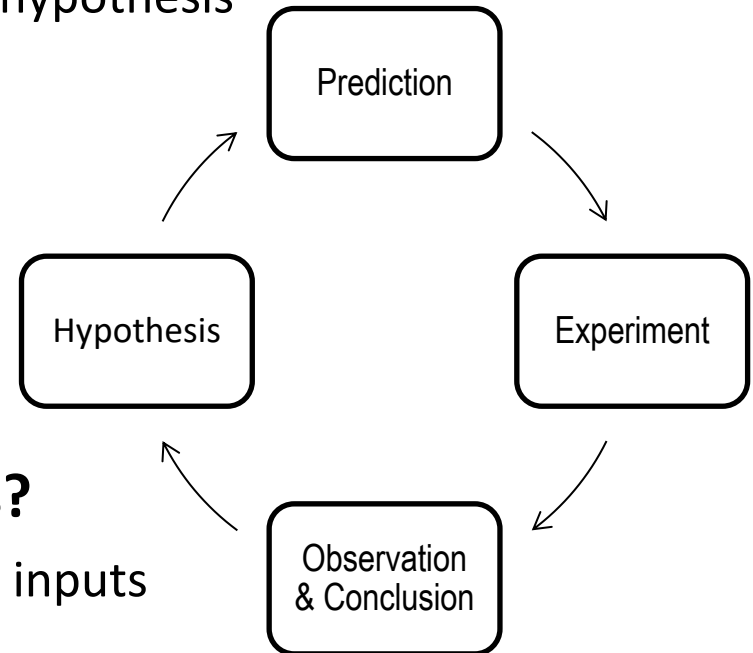 hypothesis
Prediction
Hypothesis
Experiment
?
inputs
Observation
& Conclusion